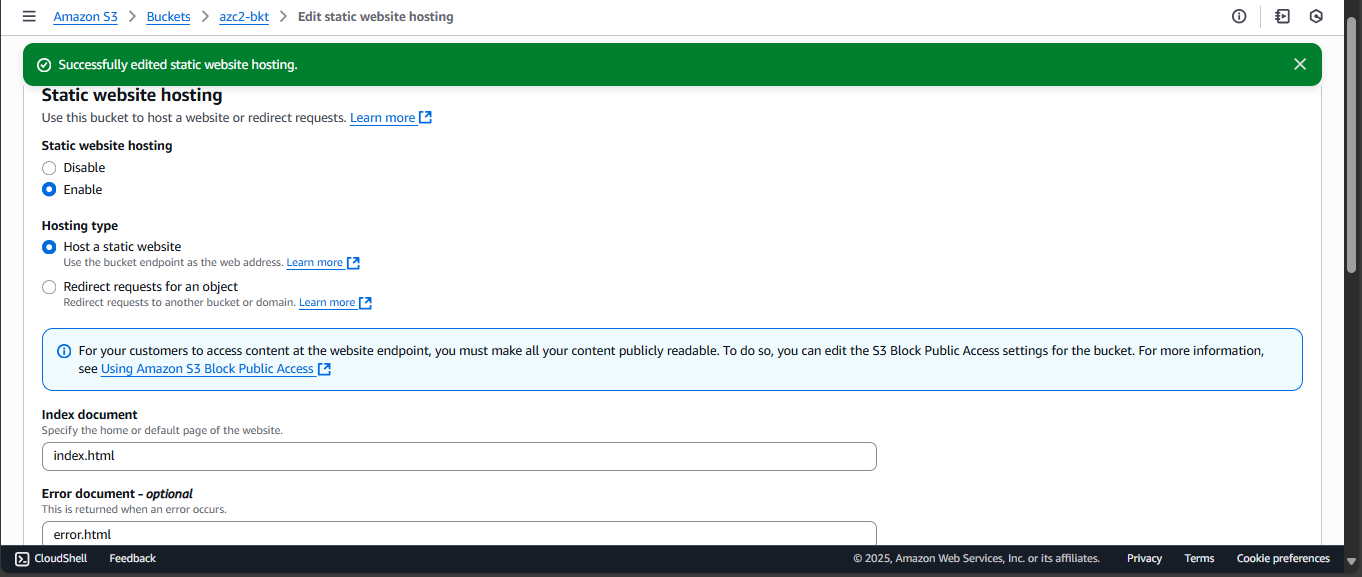 Amazon S3 > Buckets > azc2-bkt > Edit static website hosting
Successfully edited static website hosting.
Static website hosting
Use this bucket to host a website or redirect requests. Learn more
Static website hosting
Disable
Enable
Hosting type
Host a static website
Use the bucket endpoint as the web address. Learn more
Redirect requests for an object
Redirect requests to another bucket or domain. Learn more
For your customers to access content at the website endpoint, you must make all your content publicly readable. To do so, you can edit the S3 Block Public Access settings for the bucket. For more information,
see Using Amazon S3 Block Public Access
Index document
Specify the home or default page of the website.
index.html
Error document - optional
This is returned when an error occurs.
error.html
CloudShell Feedback © 2025, Amazon Web Services, Inc. or its affiliates. Privacy Terms Cookie preferences